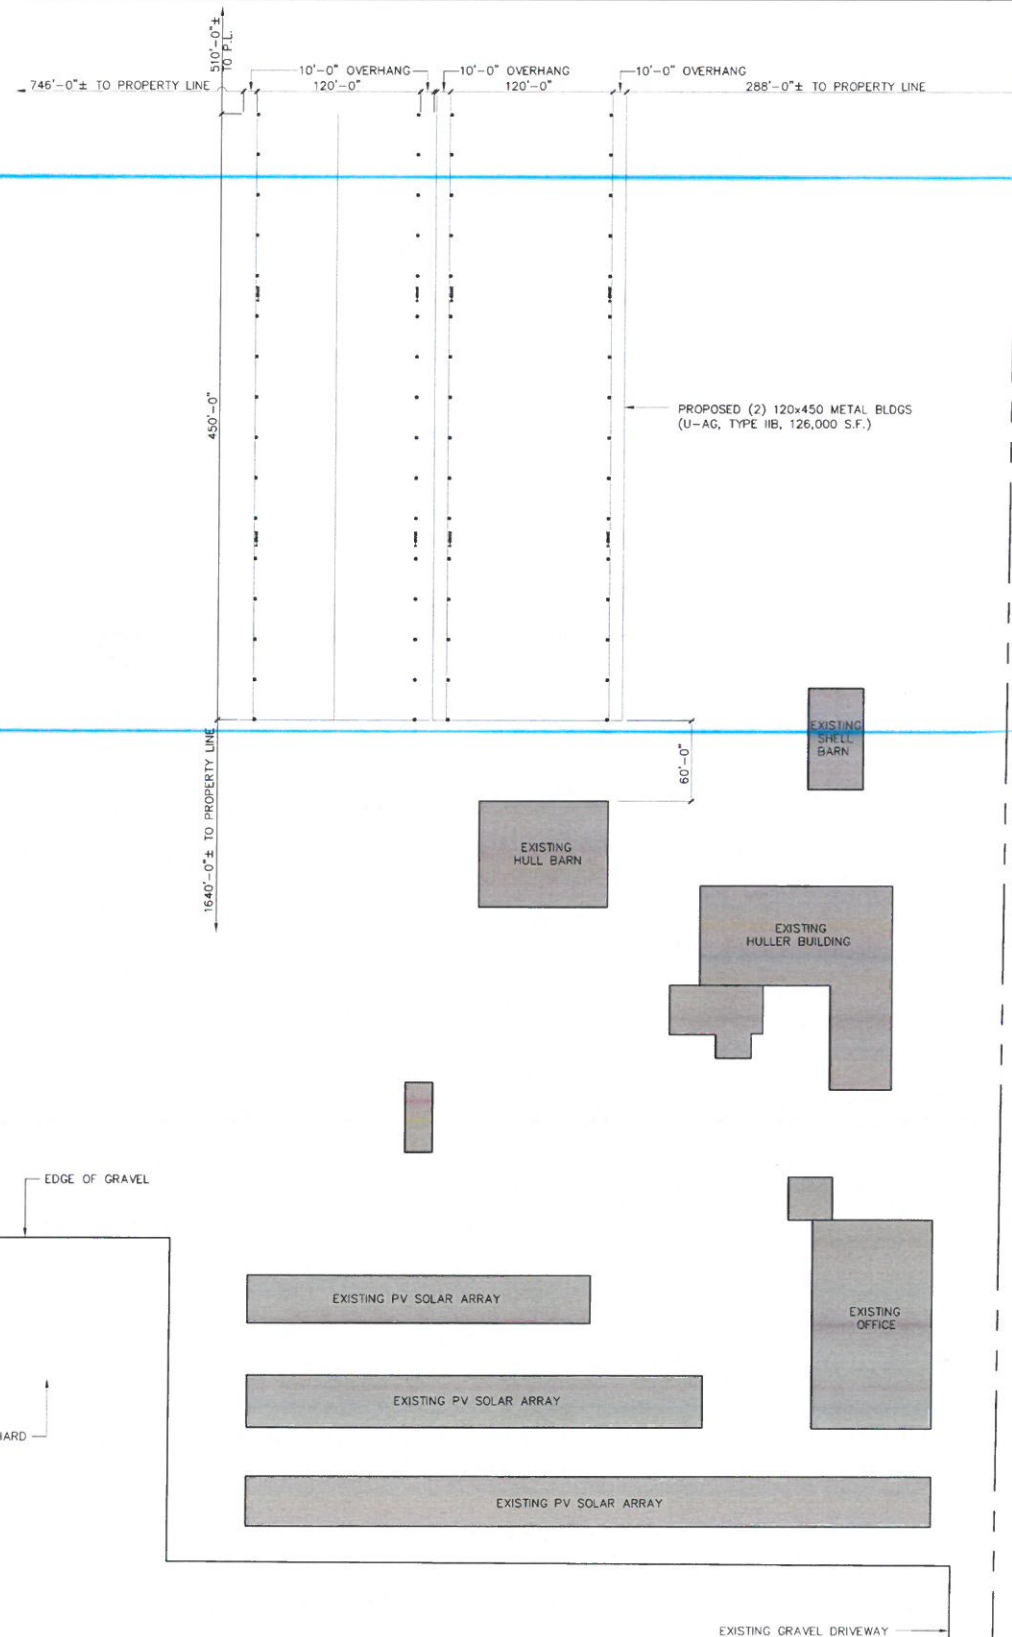 510'-0"±
TO P.L.
10'-0" OVERHANG
10'-0" OVERHANG
10'-0" OVERHANG
746'-0"± TO PROPERTY LINE
120'-0"
120'-0"
288'-0"± TO PROPERTY LINE
450'-0"
PROPOSED (2) 120x450 METAL BLDGS
(U-AG, TYPE IIB, 126,000 S.F.)
EXISTING
SHELL
BARN
1640'-0"± TO PROPERTY LINE
60'-0"
EXISTING
HULL BARN
EXISTING
HULLER BUILDING
EDGE OF GRAVEL
EXISTING PV SOLAR ARRAY
EXISTING
OFFICE
EXISTING PV SOLAR ARRAY
HARD
EXISTING PV SOLAR ARRAY
EXISTING GRAVEL DRIVEWAY